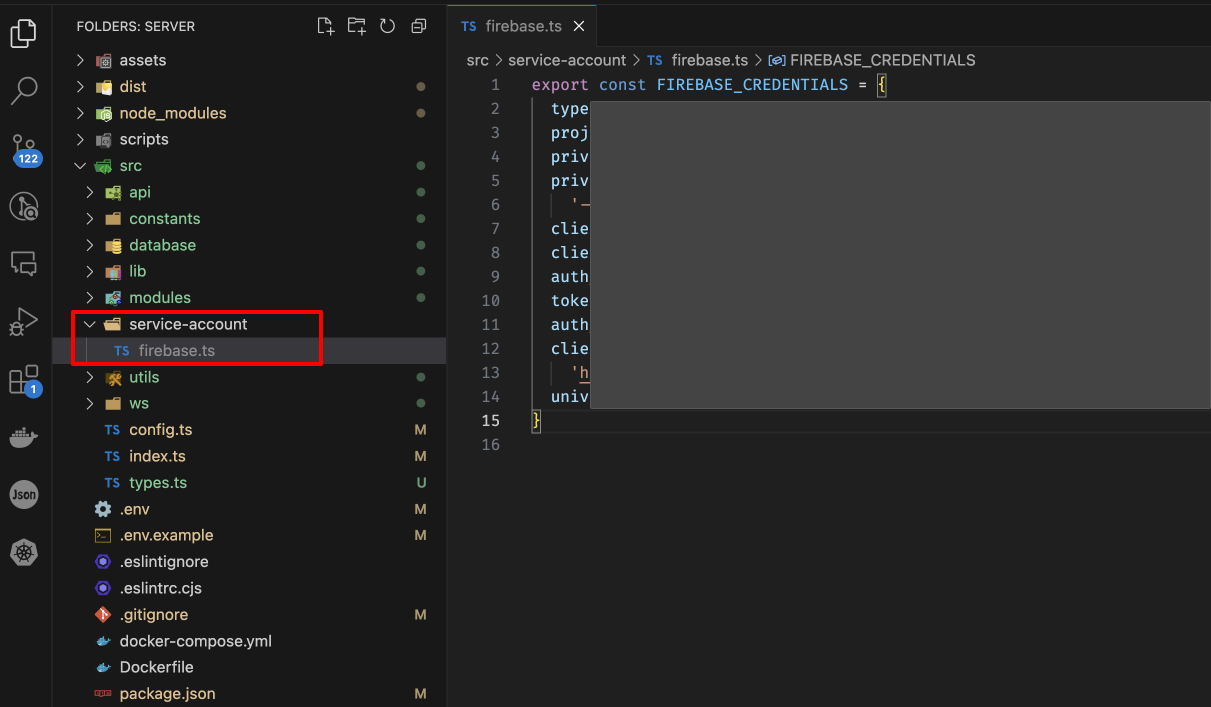 FOLDERS: SERVER
assets
dist
node_modules
scripts
src
api
constants
database
lib
modules
service-account
TS firebase.ts
utils
ws
TS config.ts M
TS index.ts M
TS types.ts U
.env M
.env.example M
.eslintignore
.eslintrc.cjs
.gitignore M
docker-compose.yml
Dockerfile
package.json M
122
1
Json
TS firebase.ts
src > service-account > TS firebase.ts > FIREBASE_CREDENTIALS
1 export const FIREBASE_CREDENTIALS = {
2 type
3 proj
4 priv
5 priv
6 '—
7 clie
8 clie
9 auth
10 toke
11 auth
12 clie
13 'h
14 univ
15 }
16